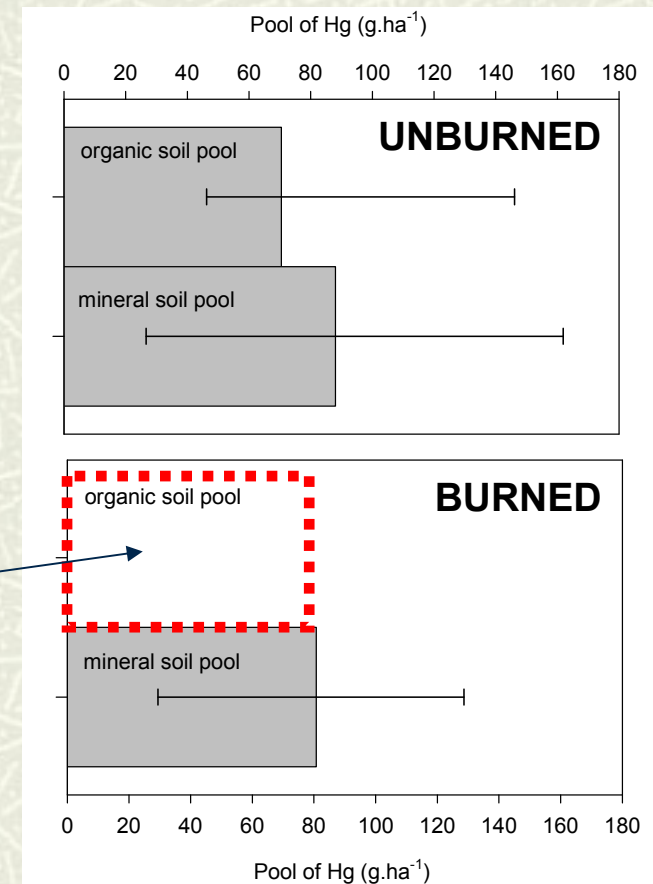 Pool of Hg (g.ha⁻¹)
0 20 40 60 80 100 120 140 160 180
UNBURNED
organic soil pool
mineral soil pool
BURNED
organic soil pool
mineral soil pool
0 20 40 60 80 100 120 140 160 180
Pool of Hg (g.ha⁻¹)